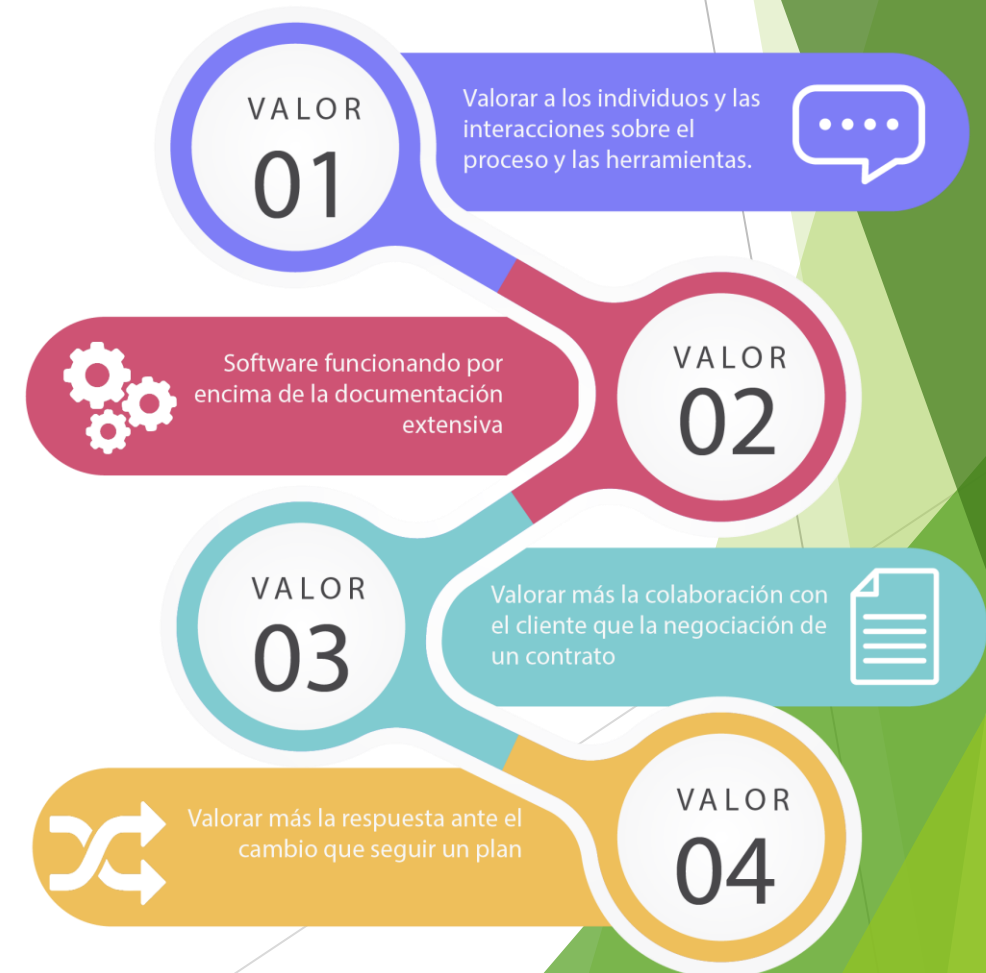 VALOR
01
Valorar a los individuos y las
interacciones sobre el
proceso y las herramientas.
Software funcionando por
encima de la documentación
extensiva
VALOR
02
VALOR
03
Valorar más la colaboración con
el cliente que la negociación de
un contrato
Valorar más la respuesta ante el
cambio que seguir un plan
VALOR
04